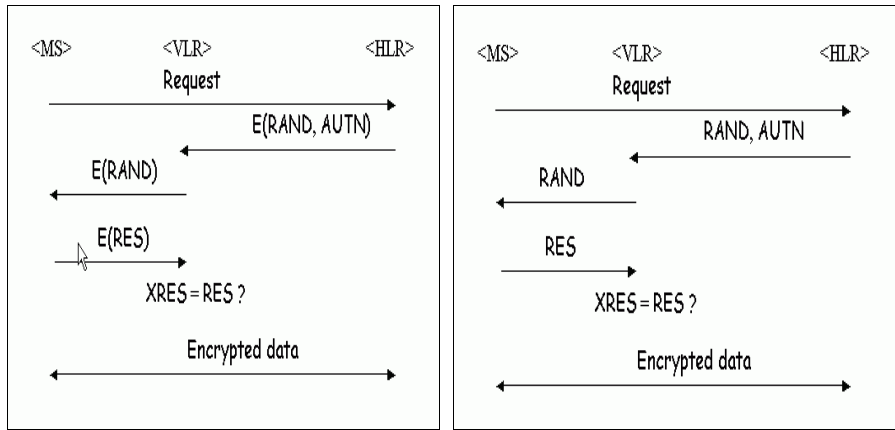 <MS> <VLR> <HLR>
Request
E(RAND, AUTN)
E(RAND)
E(RES)
XRES = RES ?
Encrypted data
<MS> <VLR> <HLR>
Request
RAND, AUTN
RAND
RES
XRES = RES ?
Encrypted data